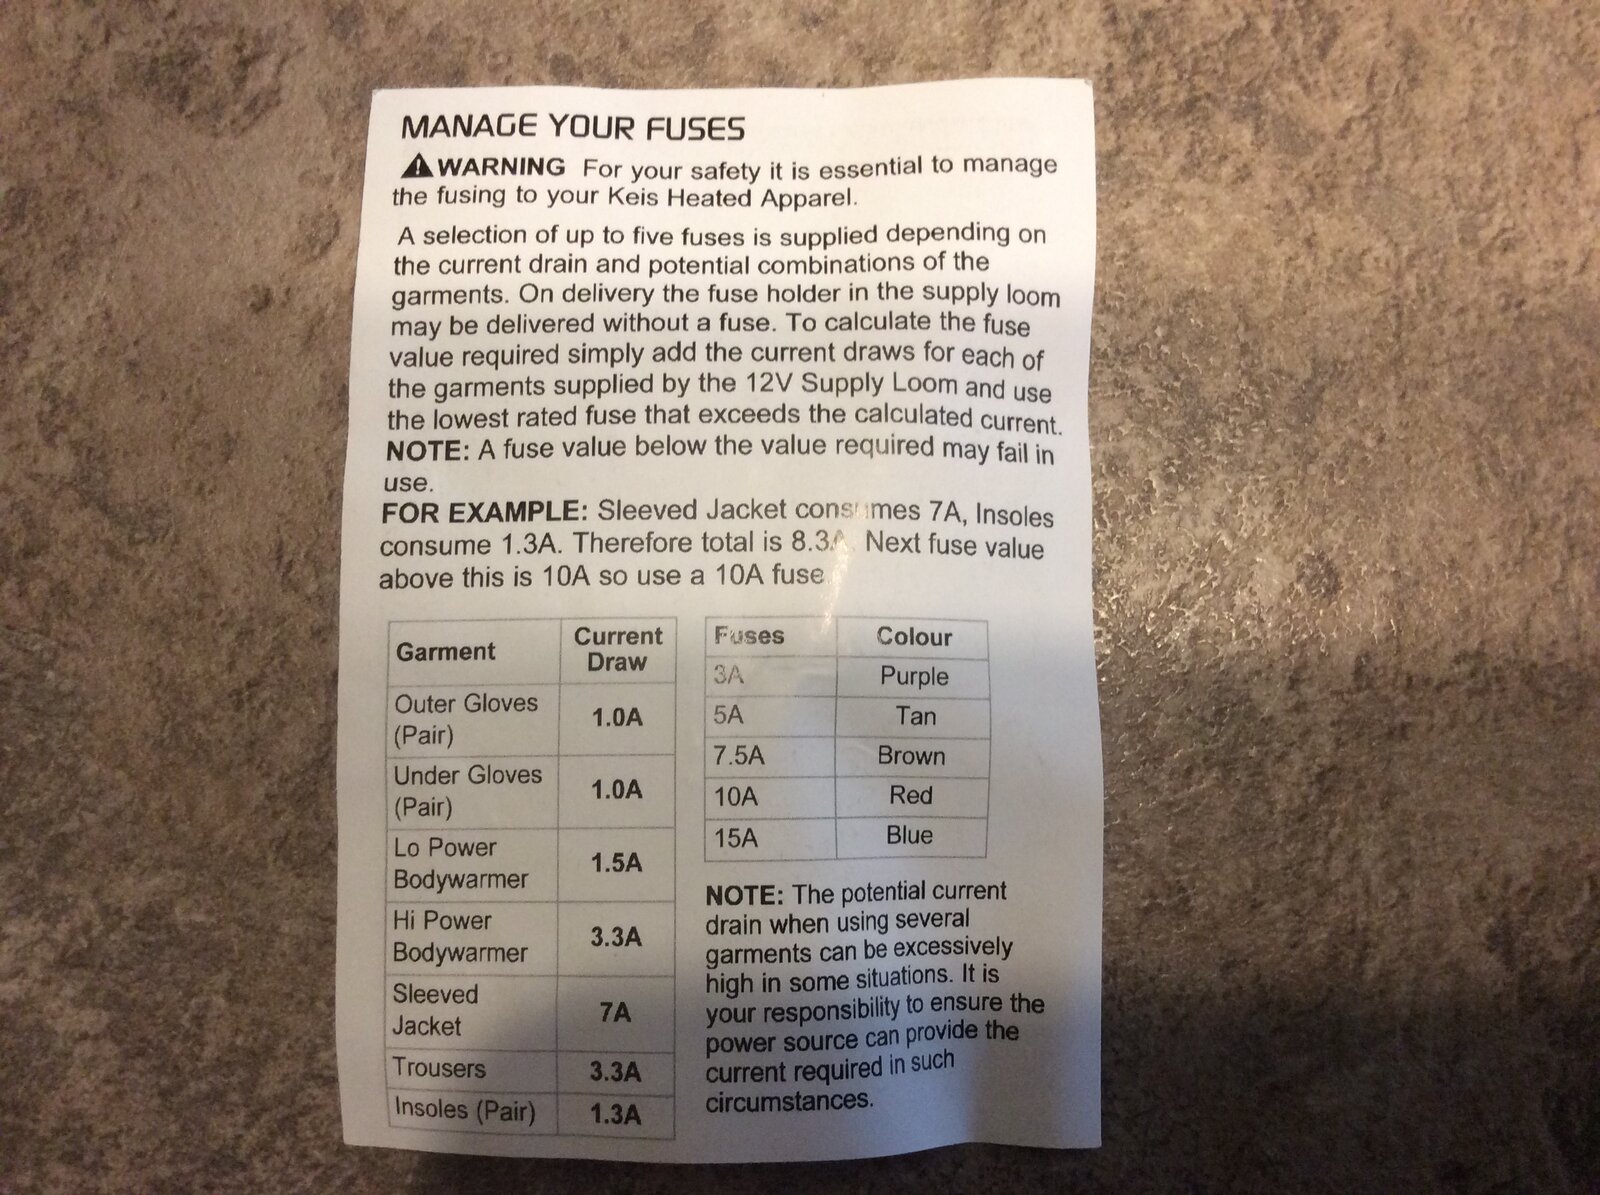 MANAGE YOUR FUSES
WARNING For your safety it is essential to manage
the fusing to your Keis Heated Apparel.
A selection of up to five fuses is supplied depending on
the current drain and potential combinations of the
garments. On delivery the fuse holder in the supply loom
may be delivered without a fuse. To calculate the fuse
value required simply add the current draws for each of
the garments supplied by the 12V Supply Loom and use
the lowest rated fuse that exceeds the calculated current.
NOTE: A fuse value below the value required may fail in
use.
FOR EXAMPLE: Sleeved Jacket consumes 7A, Insoles
consume 1.3A. Therefore total is 8.3A. Next fuse value
above this is 10A so use a 10A fuse.
Garment Current
Draw
Outer Gloves
(Pair) 1.0A
Under Gloves
(Pair) 1.0A
Lo Power
Bodywarmer 1.5A
Hi Power
Bodywarmer 3.3A
Sleeved
Jacket 7A
Trousers 3.3A
Insoles (Pair) 1.3A
Fuses Colour
3A Purple
5A Tan
7.5A Brown
10A Red
15A Blue
NOTE: The potential current
drain when using several
garments can be excessively
high in some situations. It is
your responsibility to ensure the
power source can provide the
current required in such
circumstances.